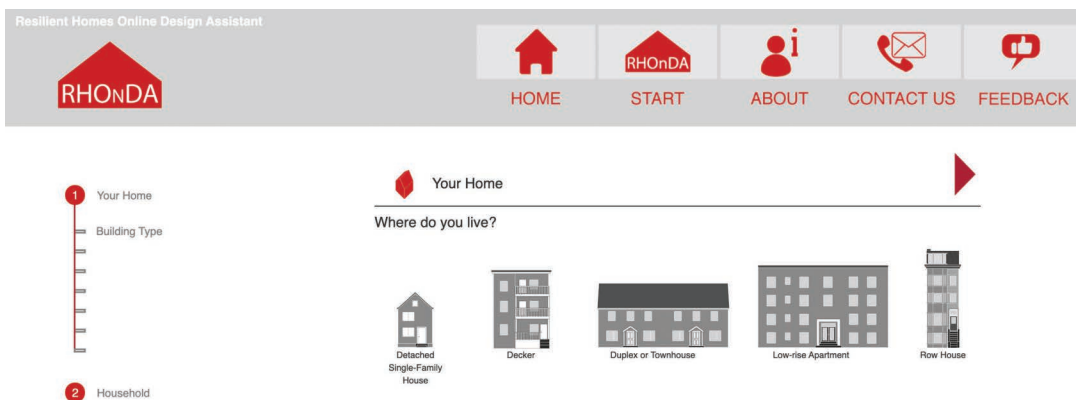 Resilient Homes Online Design Assistant
RHONDA
RHOnDA
HOME
START
ABOUT
CONTACT US
FEEDBACK
1 Your Home
Building Type
2 Household
Your Home
Where do you live?
Detached
Single-Family
House
Decker
Duplex or Townhouse
Low-rise Apartment
Row House